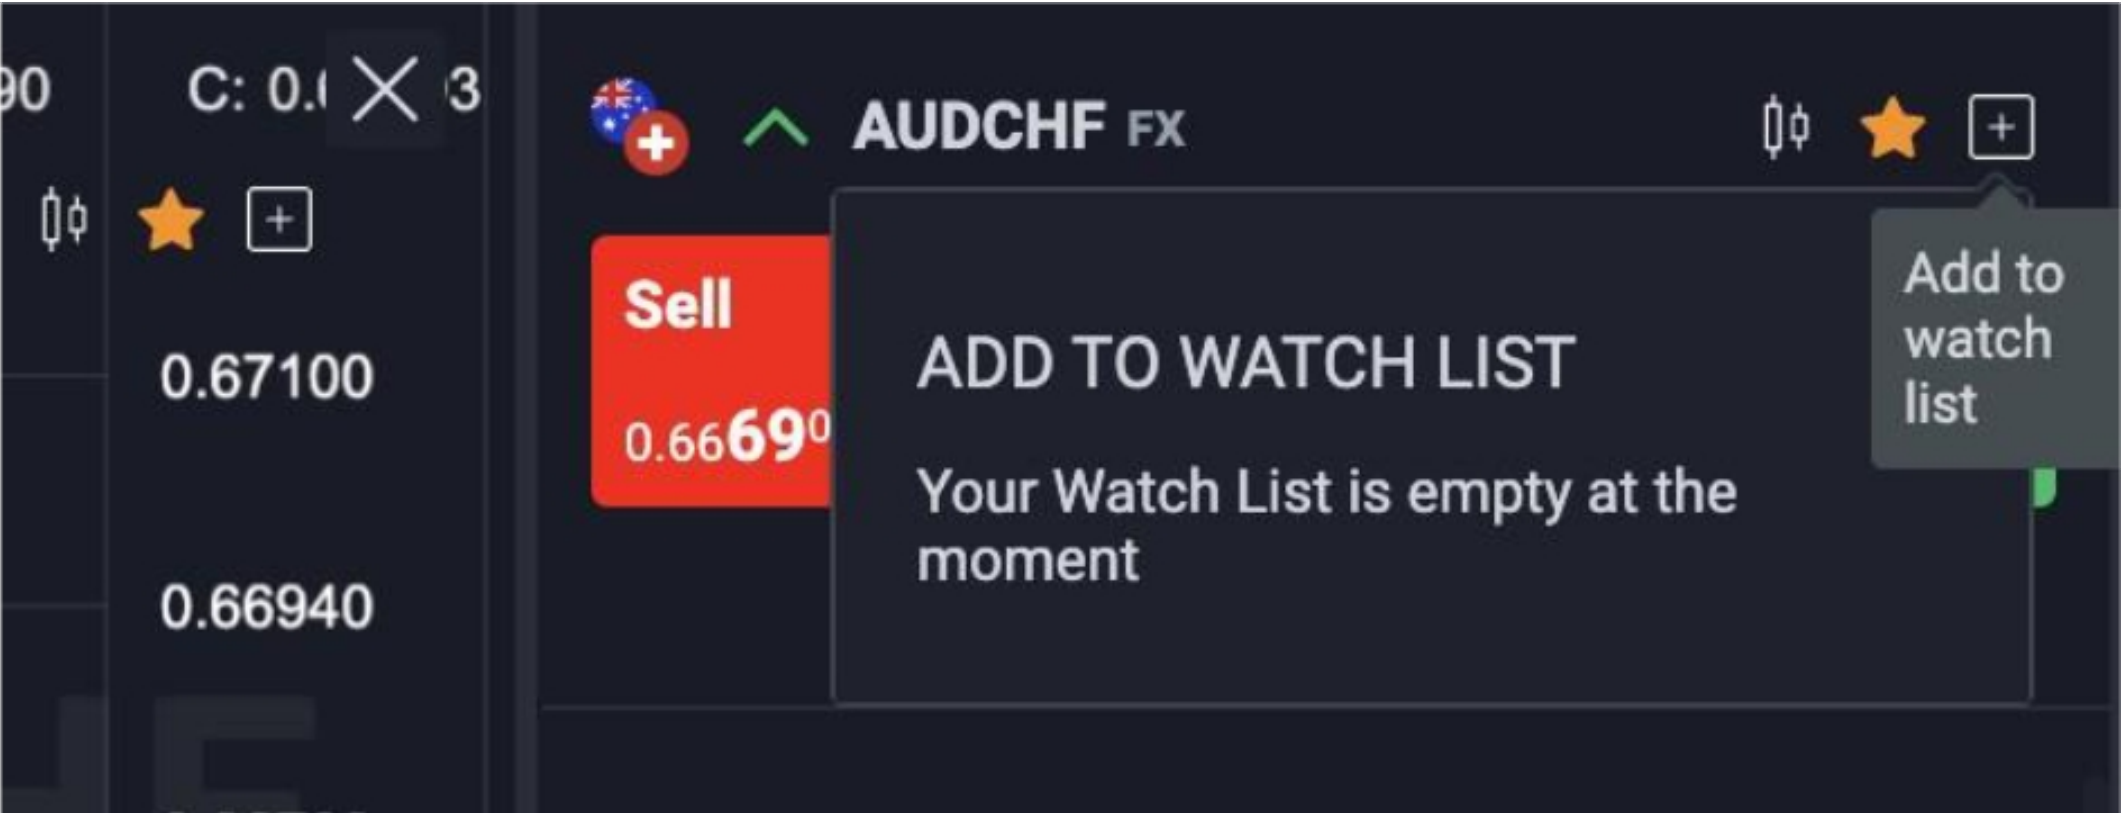 90
C: 0.
3
0.67100
0.66940
AUDCHF FX
Sell
0.66690
ADD TO WATCH LIST
Your Watch List is empty at the
moment
Add to
watch
list